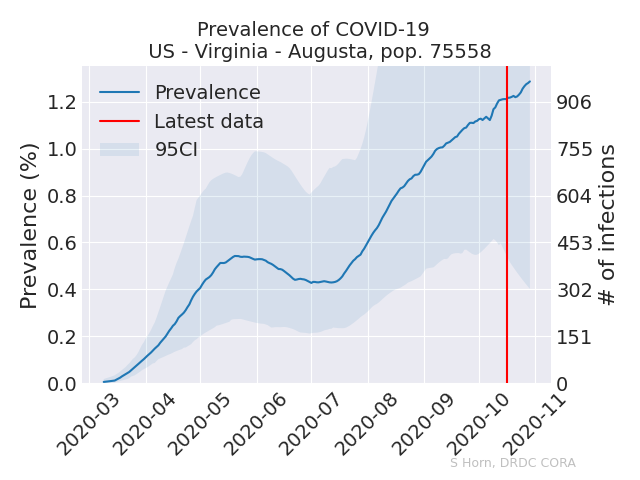 Prevalence of COVID-19
US - Virginia - Augusta, pop. 75558
Prevalence
Latest data
95CI
Prevalence (%)
1.2
1.0
0.8
0.6
0.4
0.2
0.0
906
755
604
453
302
151
0
# of infections
2020-03
2020-04
2020-05
2020-06
2020-07
2020-08
2020-09
2020-10
2020-11
S Horn, DRDC CORA